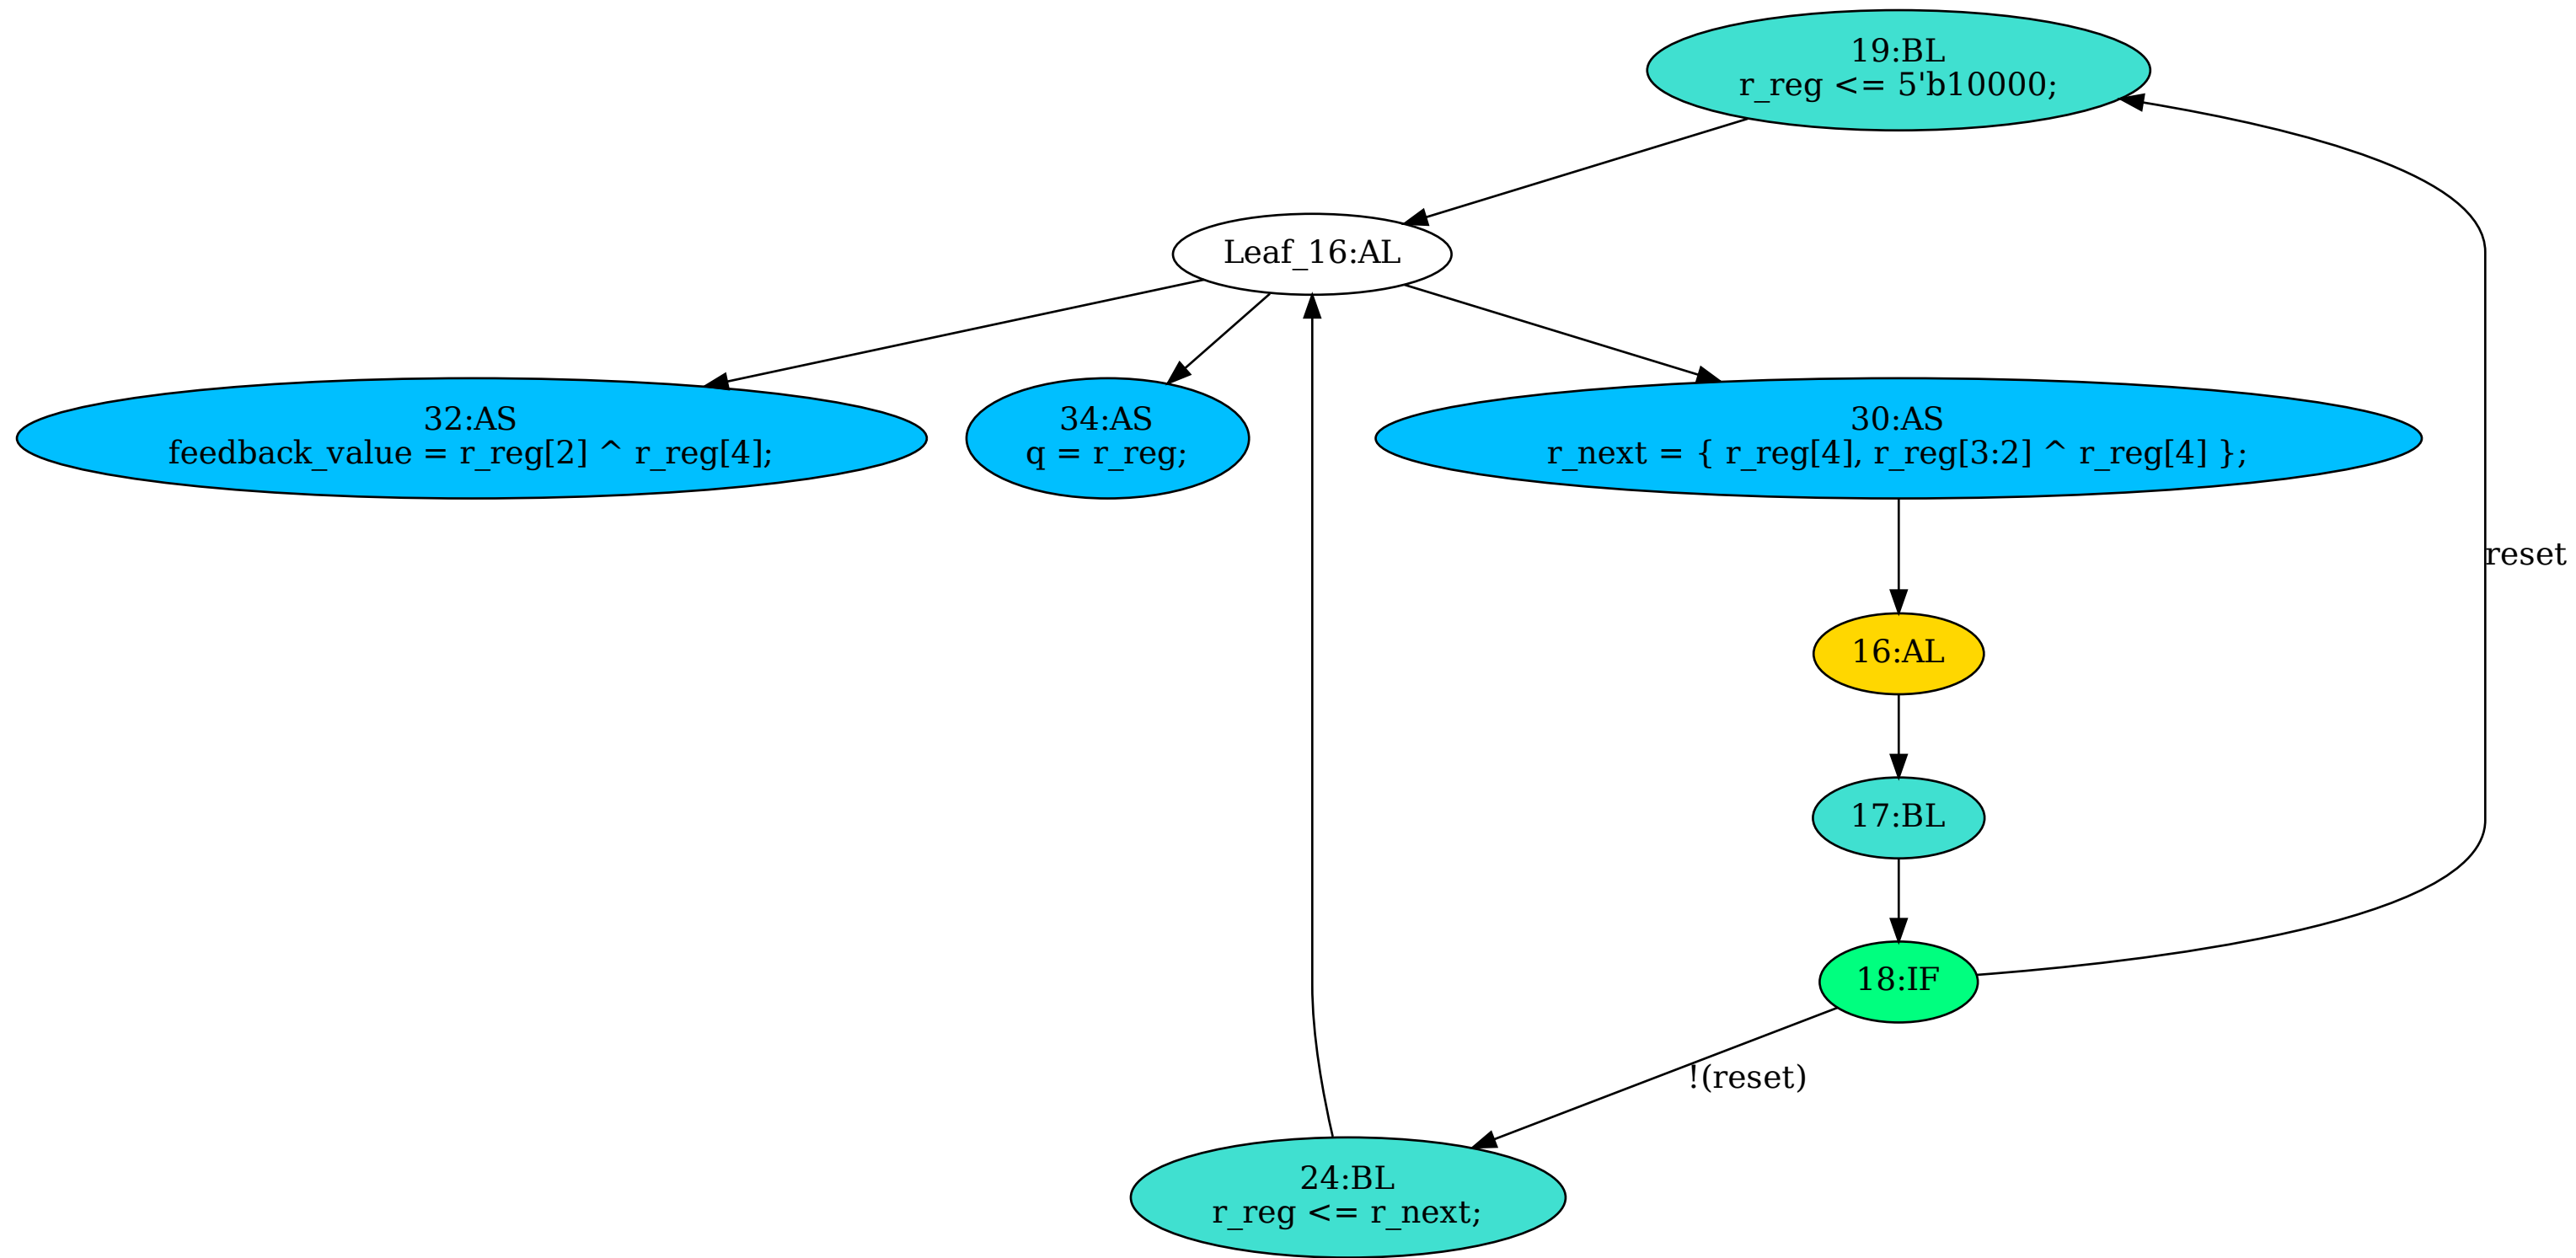 19:BL
r_reg <= 5'b10000;
Leaf_16:AL
32:AS
feedback_value = r_reg[2] ^ r_reg[4];
34:AS
q = r_reg;
30:AS
r_next = { r_reg[4], r_reg[3:2] ^ r_reg[4] };
reset
16:AL
17:BL
18:IF
!(reset)
24:BL
r_reg <= r_next;